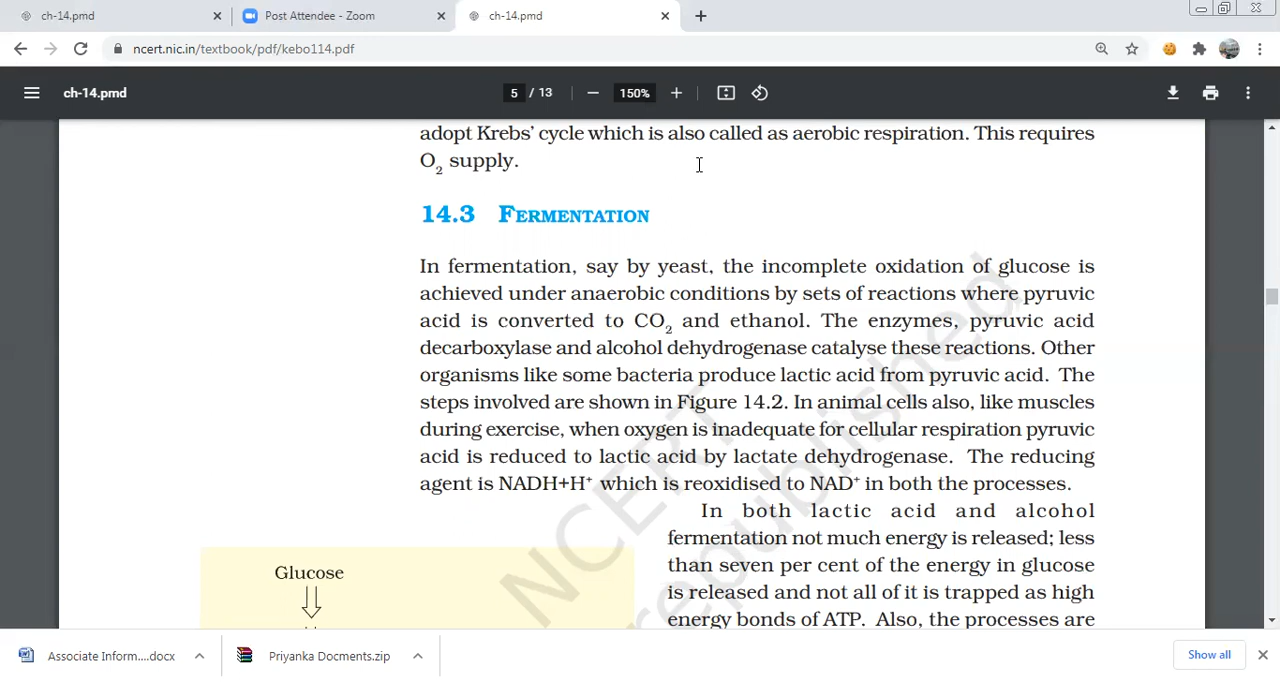 ch-14.pmd
Post Attendee - Zoom
ch-14.pmd
ncert.nic.in/textbook/pdf/kebo114.pdf
ch-14.pmd
5 / 13
150%
adopt Krebs' cycle which is also called as aerobic respiration. This requires
O2 supply.
14.3 FERMENTATION
In fermentation, say by yeast, the incomplete oxidation of glucose is
achieved under anaerobic conditions by sets of reactions where pyruvic
acid is converted to CO2 and ethanol. The enzymes, pyruvic acid
decarboxylase and alcohol dehydrogenase catalyse these reactions. Other
organisms like some bacteria produce lactic acid from pyruvic acid. The
steps involved are shown in Figure 14.2. In animal cells also, like muscles
during exercise, when oxygen is inadequate for cellular respiration pyruvic
acid is reduced to lactic acid by lactate dehydrogenase. The reducing
agent is NADH+H+ which is reoxidised to NAD+ in both the processes.
In both lactic acid and alcohol
fermentation not much energy is released; less
than seven per cent of the energy in glucose
is released and not all of it is trapped as high
energy bonds of ATP. Also, the processes are
Glucose
NCERT
republished
Associate Inform....docx
Priyanka Docments.zip
Show all